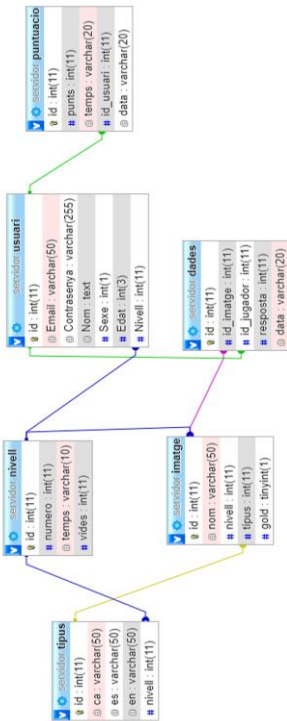 servidor tipus
id : int(11)
ca : varchar(50)
es : varchar(50)
en : varchar(50)
# nivell : int(11)
servidor nivell
id : int(11)
# numero : int(11)
temps : varchar(10)
# vides : int(11)
servidor imatge
id : int(11)
nom : varchar(50)
# nivell : int(11)
# tipus : int(11)
# gold : tinyint(1)
servidor usuari
id : int(11)
Email : varchar(50)
Contrasenya : varchar(255)
Nom : text
# Sexe : int(1)
# Edat : int(3)
# Nivell : int(11)
servidor dades
id : int(11)
# id_imatge : int(11)
# id_jugador : int(11)
# resposta : int(11)
data : varchar(20)
servidor puntuacio
id : int(11)
# punts : int(11)
temps : varchar(20)
# id_usuari : int(11)
data : varchar(20)